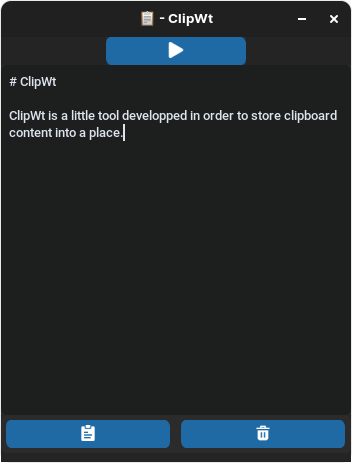 📋 - ClipWt
# ClipWt
ClipWt is a little tool developped in order to store clipboard
content into a place.